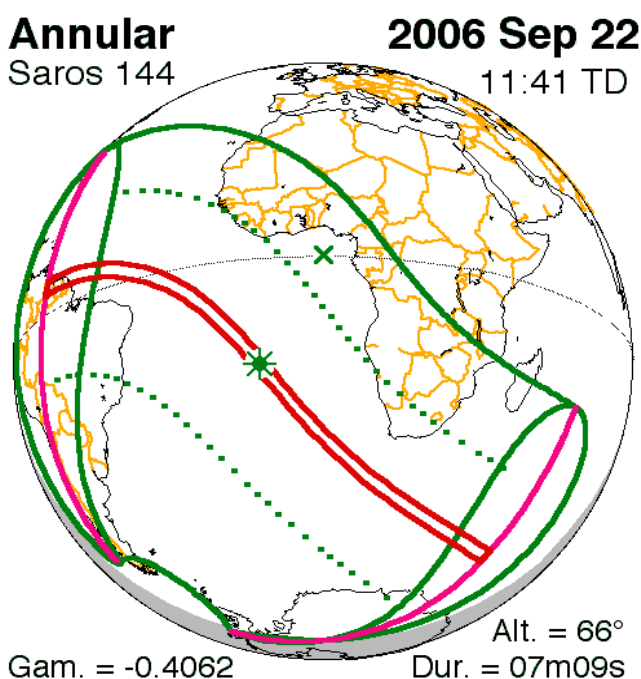 Annular 2006 Sep 22
Saros 144 11:41 TD
Alt. = 66°
Gam. = -0.4062 Dur. = 07m09s